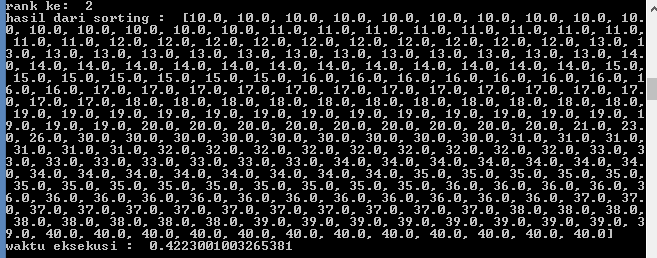 rank ke:  2
hasil dari sorting :  [10.0, 10.0, 10.0, 10.0, 10.0, 10.0, 10.0, 10.0, 10.0, 10.
0, 10.0, 10.0, 10.0, 10.0, 10.0, 11.0, 11.0, 11.0, 11.0, 11.0, 11.0, 11.0, 11.0,
 11.0, 11.0, 12.0, 12.0, 12.0, 12.0, 12.0, 12.0, 12.0, 12.0, 12.0, 12.0, 13.0, 1
3.0, 13.0, 13.0, 13.0, 13.0, 13.0, 13.0, 13.0, 13.0, 13.0, 13.0, 13.0, 14.
0, 14.0, 14.0, 14.0, 14.0, 14.0, 14.0, 14.0, 14.0, 14.0, 14.0, 14.0, 14.0, 15.0,
 15.0, 15.0, 15.0, 15.0, 15.0, 15.0, 16.0, 16.0, 16.0, 16.0, 16.0, 16.0, 16.0, 1
6.0, 16.0, 17.0, 17.0, 17.0, 17.0, 17.0, 17.0, 17.0, 17.0, 17.0, 17.0, 17.0, 17.
0, 17.0, 17.0, 18.0, 18.0, 18.0, 18.0, 18.0, 18.0, 18.0, 18.0, 18.0, 18.0, 18.0,
 19.0, 19.0, 19.0, 19.0, 19.0, 19.0, 19.0, 19.0, 19.0, 19.0, 19.0, 19.0, 19.0, 1
9.0, 19.0, 19.0, 20.0, 20.0, 20.0, 20.0, 20.0, 20.0, 20.0, 20.0, 20.0, 21.0, 23.
9, 26.0, 30.0, 30.0, 30.0, 30.0, 30.0, 30.0, 30.0, 30.0, 30.0, 31.0, 31.0, 31.0,
 31.0, 31.0, 31.0, 32.0, 32.0, 32.0, 32.0, 32.0, 32.0, 32.0, 32.0, 32.0, 33.0, 3
3.0, 33.0, 33.0, 33.0, 33.0, 33.0, 34.0, 34.0, 34.0, 34.0, 34.0, 34.0, 34.0, 34.
0, 34.0, 34.0, 34.0, 34.0, 34.0, 34.0, 34.0, 35.0, 35.0, 35.0, 35.0, 35.0, 35.0,
 35.0, 35.0, 35.0, 35.0, 35.0, 35.0, 35.0, 35.0, 36.0, 36.0, 36.0, 36.0, 36.0, 3
6.0, 36.0, 36.0, 36.0, 36.0, 36.0, 36.0, 36.0, 36.0, 36.0, 36.0, 36.0, 37.0, 37.
0, 37.0, 37.0, 37.0, 37.0, 37.0, 37.0, 37.0, 37.0, 37.0, 38.0, 38.0, 38.0, 38.0,
 38.0, 38.0, 38.0, 38.0, 38.0, 39.0, 39.0, 39.0, 39.0, 39.0, 39.0, 39.0, 39.0, 3
9.0, 40.0, 40.0, 40.0, 40.0, 40.0, 40.0, 40.0, 40.0, 40.0, 40.0, 40.0]
waktu eksekusi :  0.4223001003265381